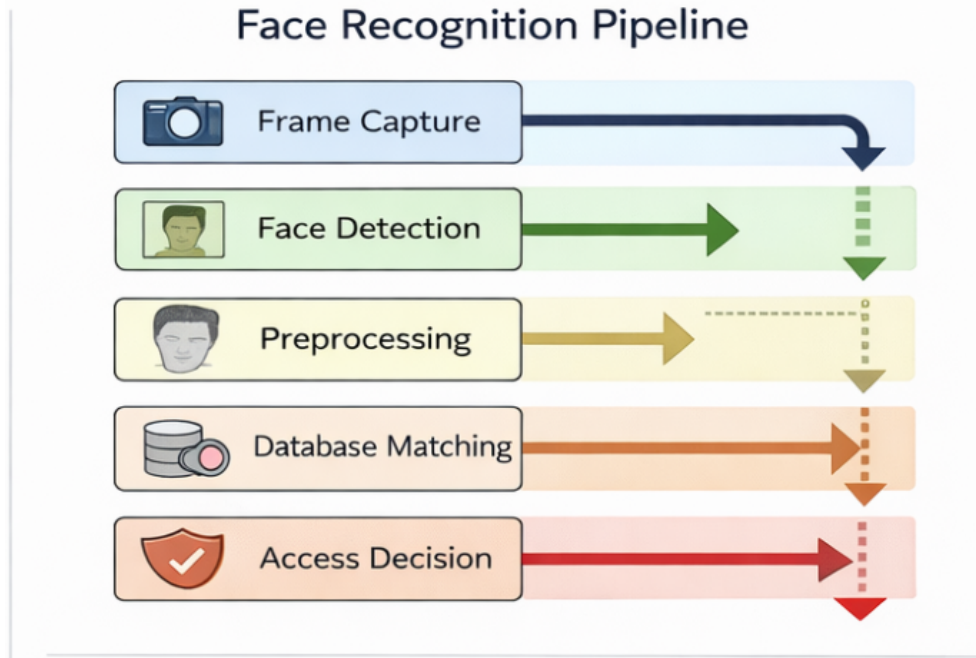 Face Recognition Pipeline
Frame Capture
Face Detection
Preprocessing
Database Matching
Access Decision